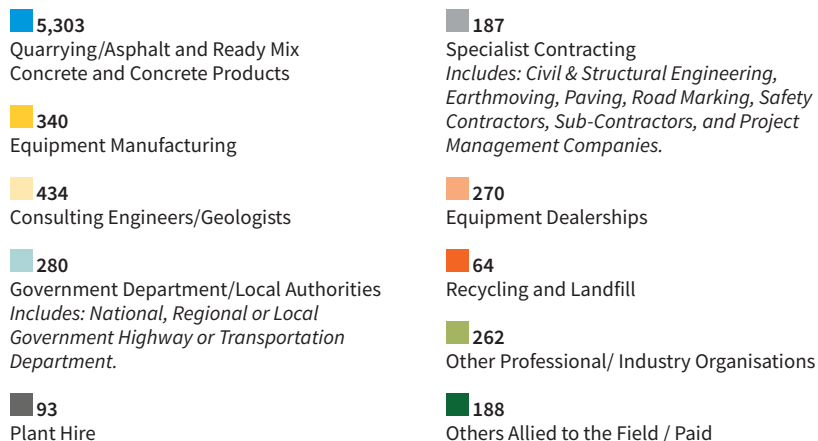 5,303
Quarrying/Asphalt and Ready Mix
Concrete and Concrete Products
340
Equipment Manufacturing
434
Consulting Engineers/Geologists
280
Government Department/Local Authorities
Includes: National, Regional or Local
Government Highway or Transportation
Department.
93
Plant Hire
187
Specialist Contracting
Includes: Civil & Structural Engineering,
Earthmoving, Paving, Road Marking, Safety
Contractors, Sub-Contractors, and Project
Management Companies.
270
Equipment Dealerships
64
Recycling and Landfill
262
Other Professional/ Industry Organisations
188
Others Allied to the Field / Paid